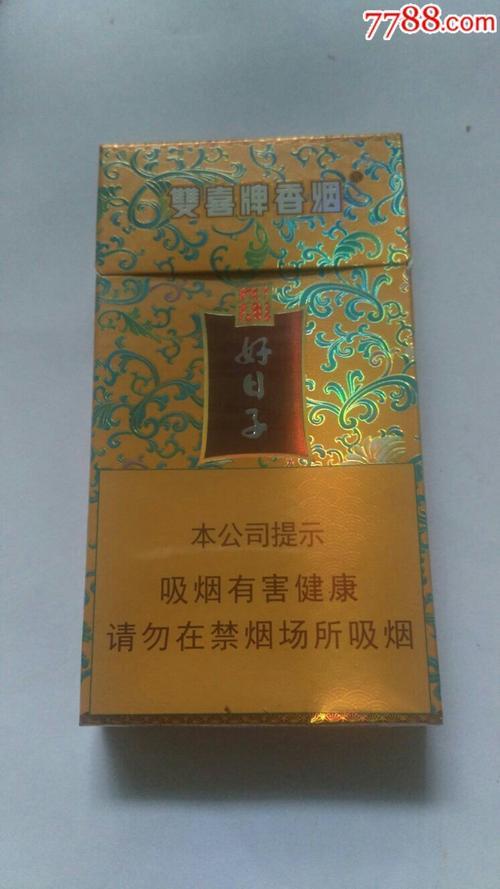 7788.com
雙喜牌香烟
好日子
本公司提示
吸烟有害健康
请勿在禁烟场所吸烟